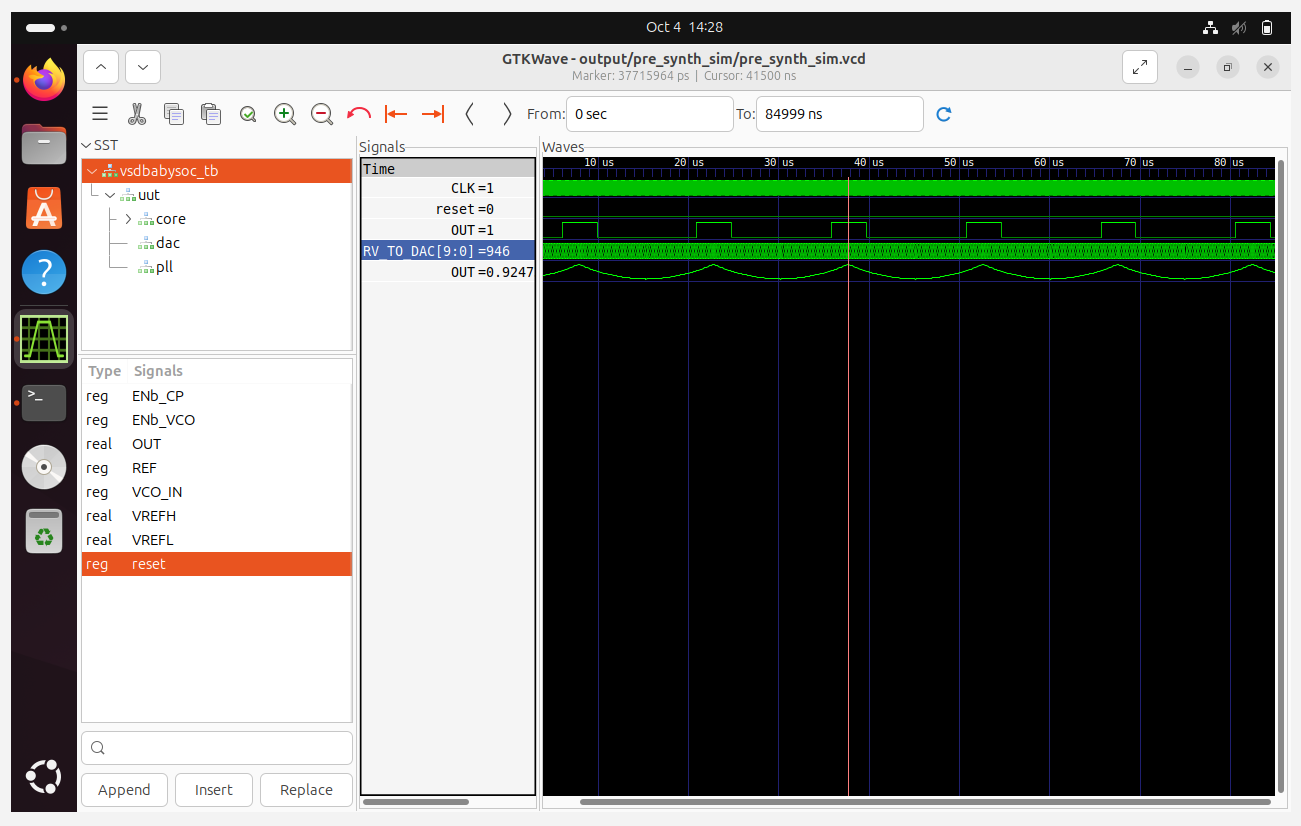 Oct 4 14:28
GTKWave - output/pre_synth_sim/pre_synth_sim.vcd
Marker: 37715964 ps | Cursor: 41500 ns
From: 0 sec To: 84999 ns
SST
vsdbabysoc_tb
uut
core
dac
pll
Type Signals
reg ENb_CP
reg ENb_VCO
real OUT
reg REF
reg VCO_IN
real VREFH
real VREFL
reg reset
Append Insert Replace
Signals
Time
CLK =1
reset =0
OUT =1
RV_TO_DAC[9:0] =946
OUT =0.9247
Waves
10 us 20 us 30 us 40 us 50 us 60 us 70 us 80 us